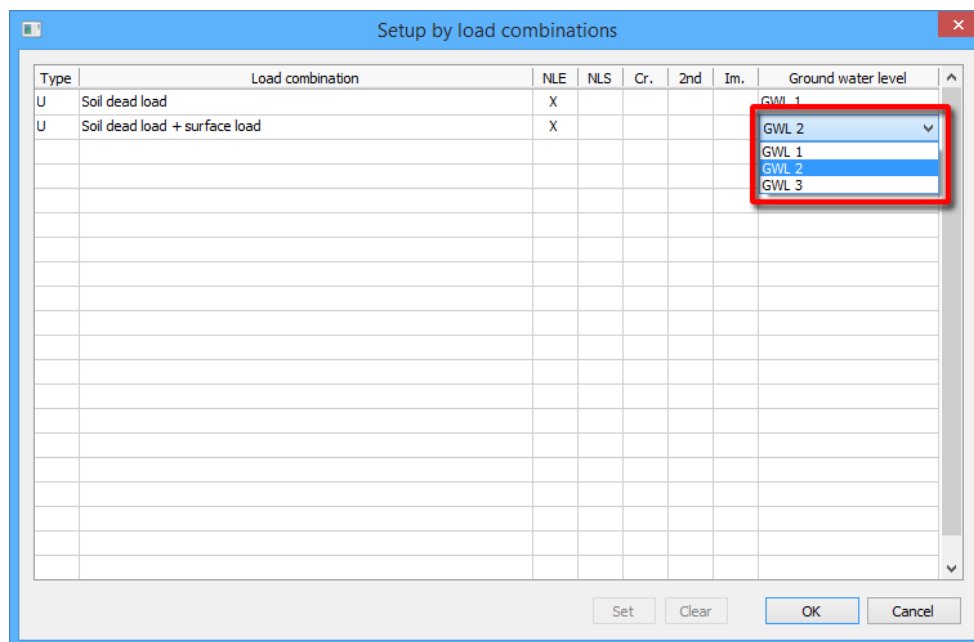 Setup by load combinations
Type Load combination NLE NLS Cr. 2nd Im. Ground water level
U Soil dead load X GWL 1
U Soil dead load + surface load X GWL 2
GWL 1
GWL 2
GWL 3
Set Clear OK Cancel